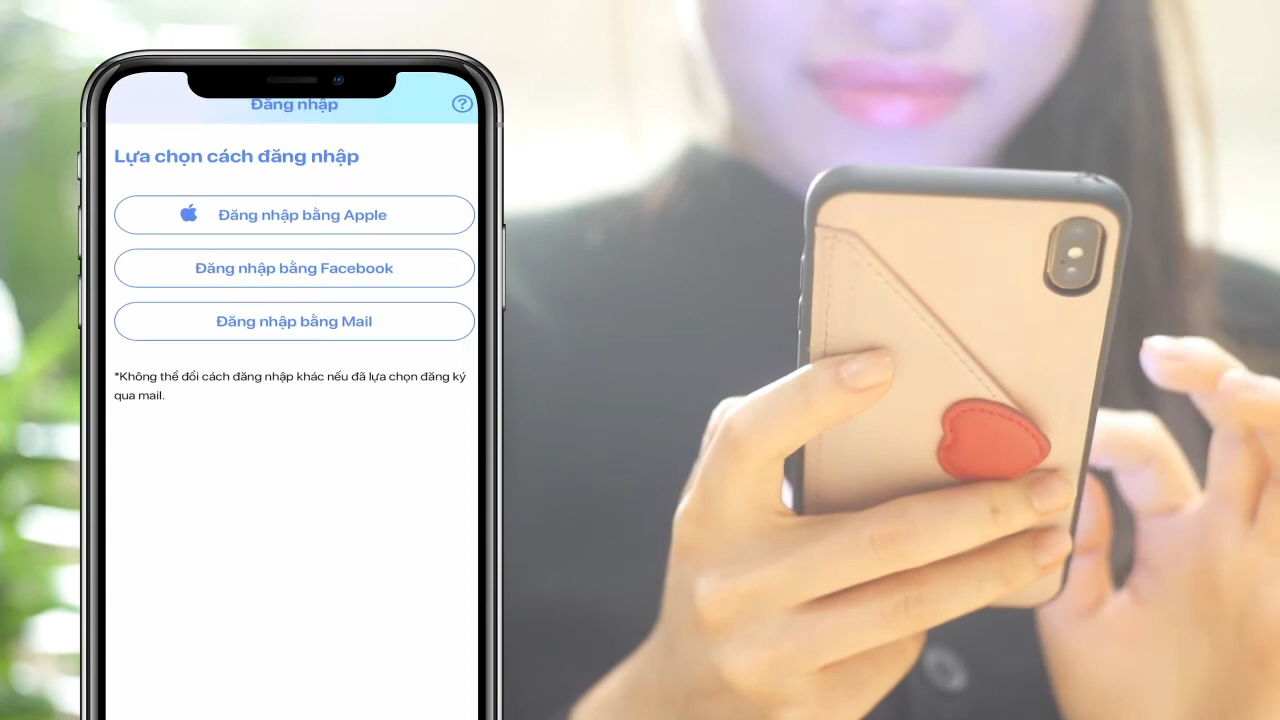 Đăng nhập
Lựa chọn cách đăng nhập
Đăng nhập bằng Apple
Đăng nhập bằng Facebook
Đăng nhập bằng Mail
*Không thể đổi cách đăng nhập khác nếu đã lựa chọn đăng ký
qua mail.